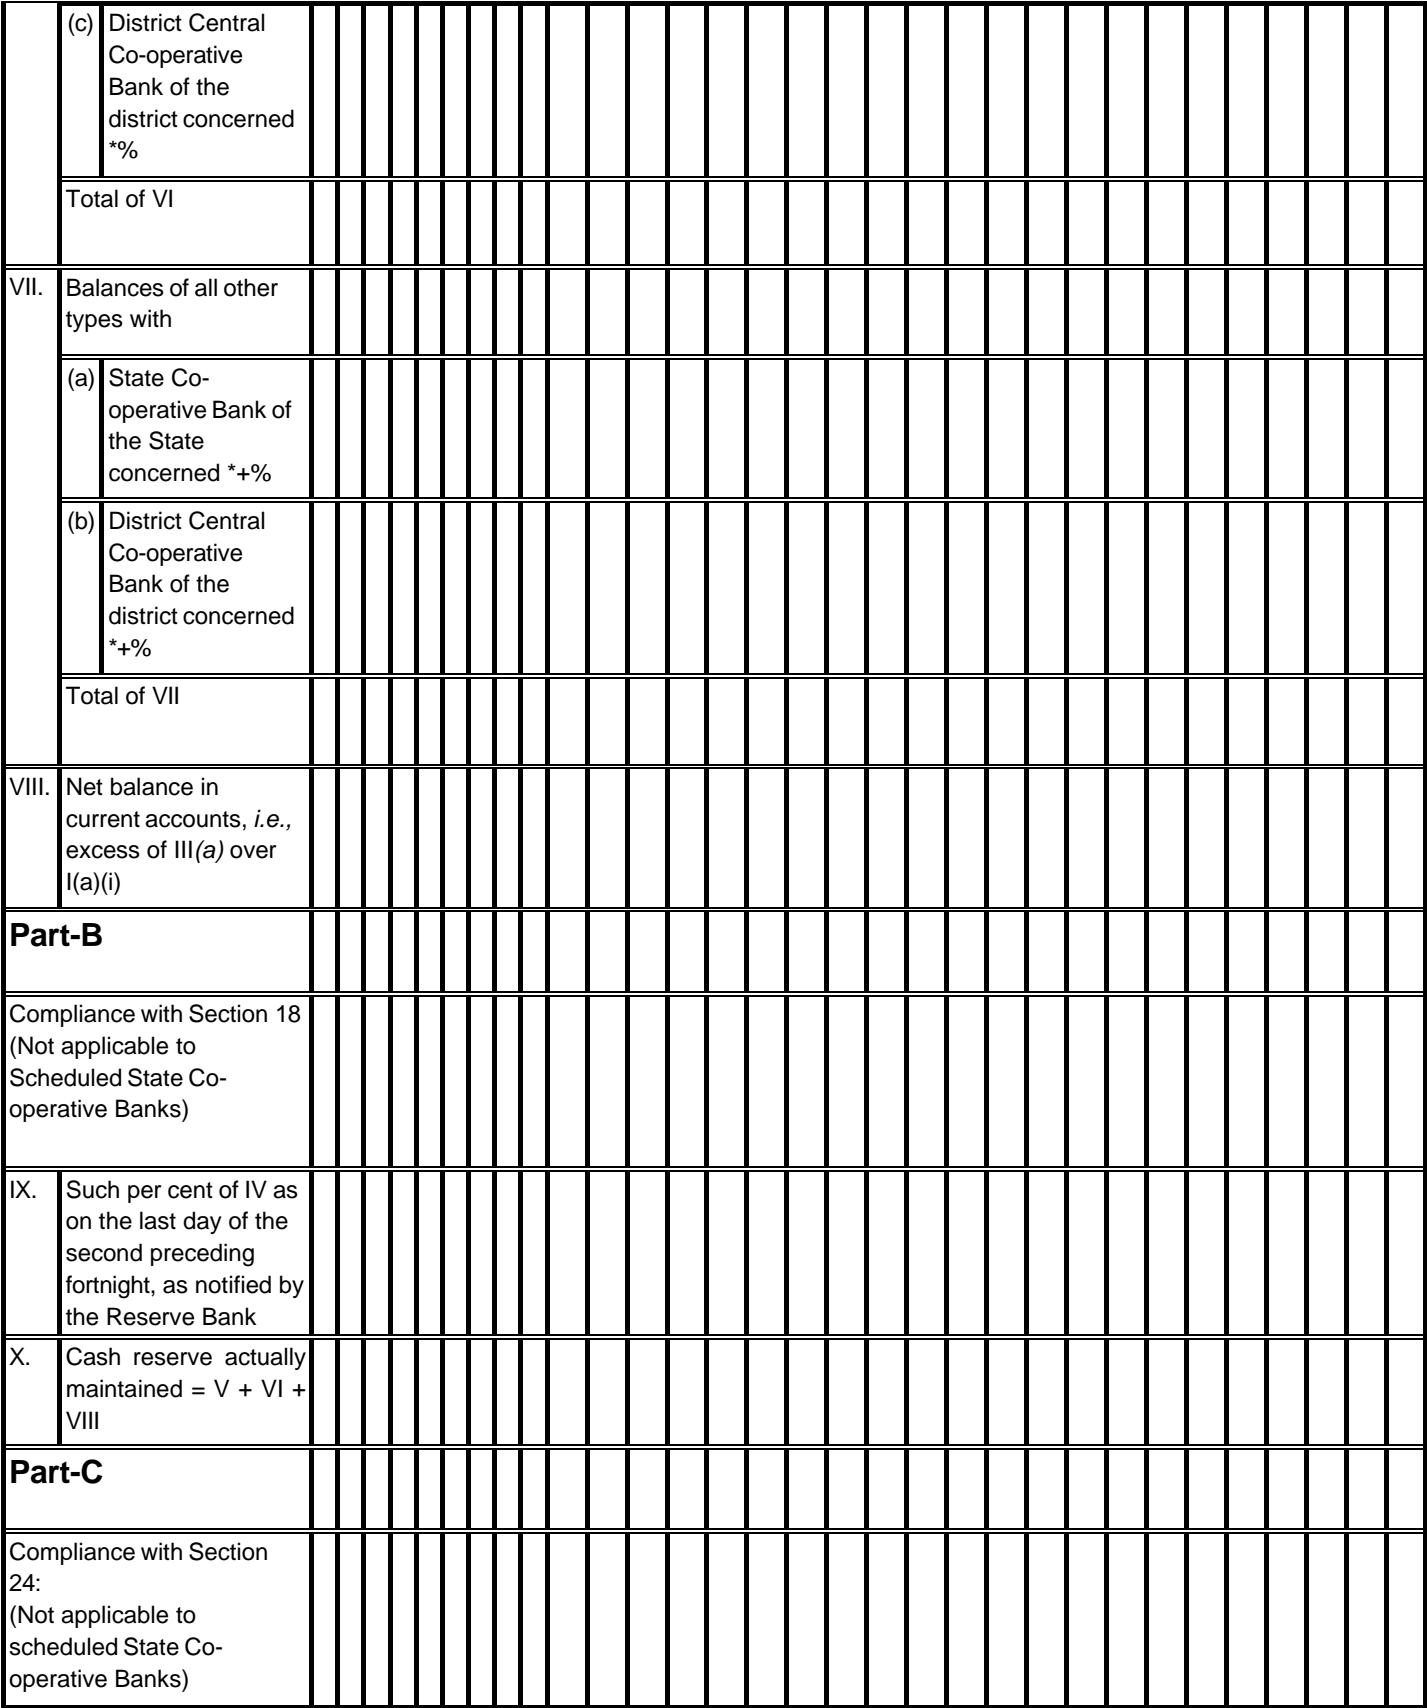 (c) District Central
Co-operative
Bank of the
district concerned
*%
Total of VI
VII. Balances of all other
types with
(a) State Co-
operative Bank of
the State
concerned *+%
(b) District Central
Co-operative
Bank of the
district concerned
*+%
Total of VII
VIII. Net balance in
current accounts, i.e.,
excess of III(a) over
I(a)(i)
Part-B
Compliance with Section 18
(Not applicable to
Scheduled State Co-
operative Banks)
IX. Such per cent of IV as
on the last day of the
second preceding
fortnight, as notified by
the Reserve Bank
X. Cash reserve actually
maintained = V + VI +
VIII
Part-C
Compliance with Section
24:
(Not applicable to
scheduled State Co-
operative Banks)